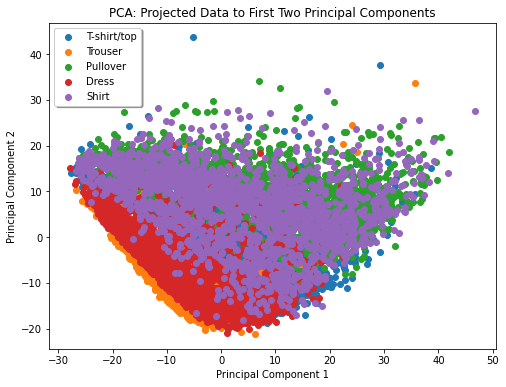 PCA: Projected Data to First Two Principal Components
T-shirt/top
Trouser
Pullover
Dress
Shirt
Principal Component 2
40
30
20
10
0
−10
−20
−30
−20
−10
0
10
20
30
40
50
Principal Component 1